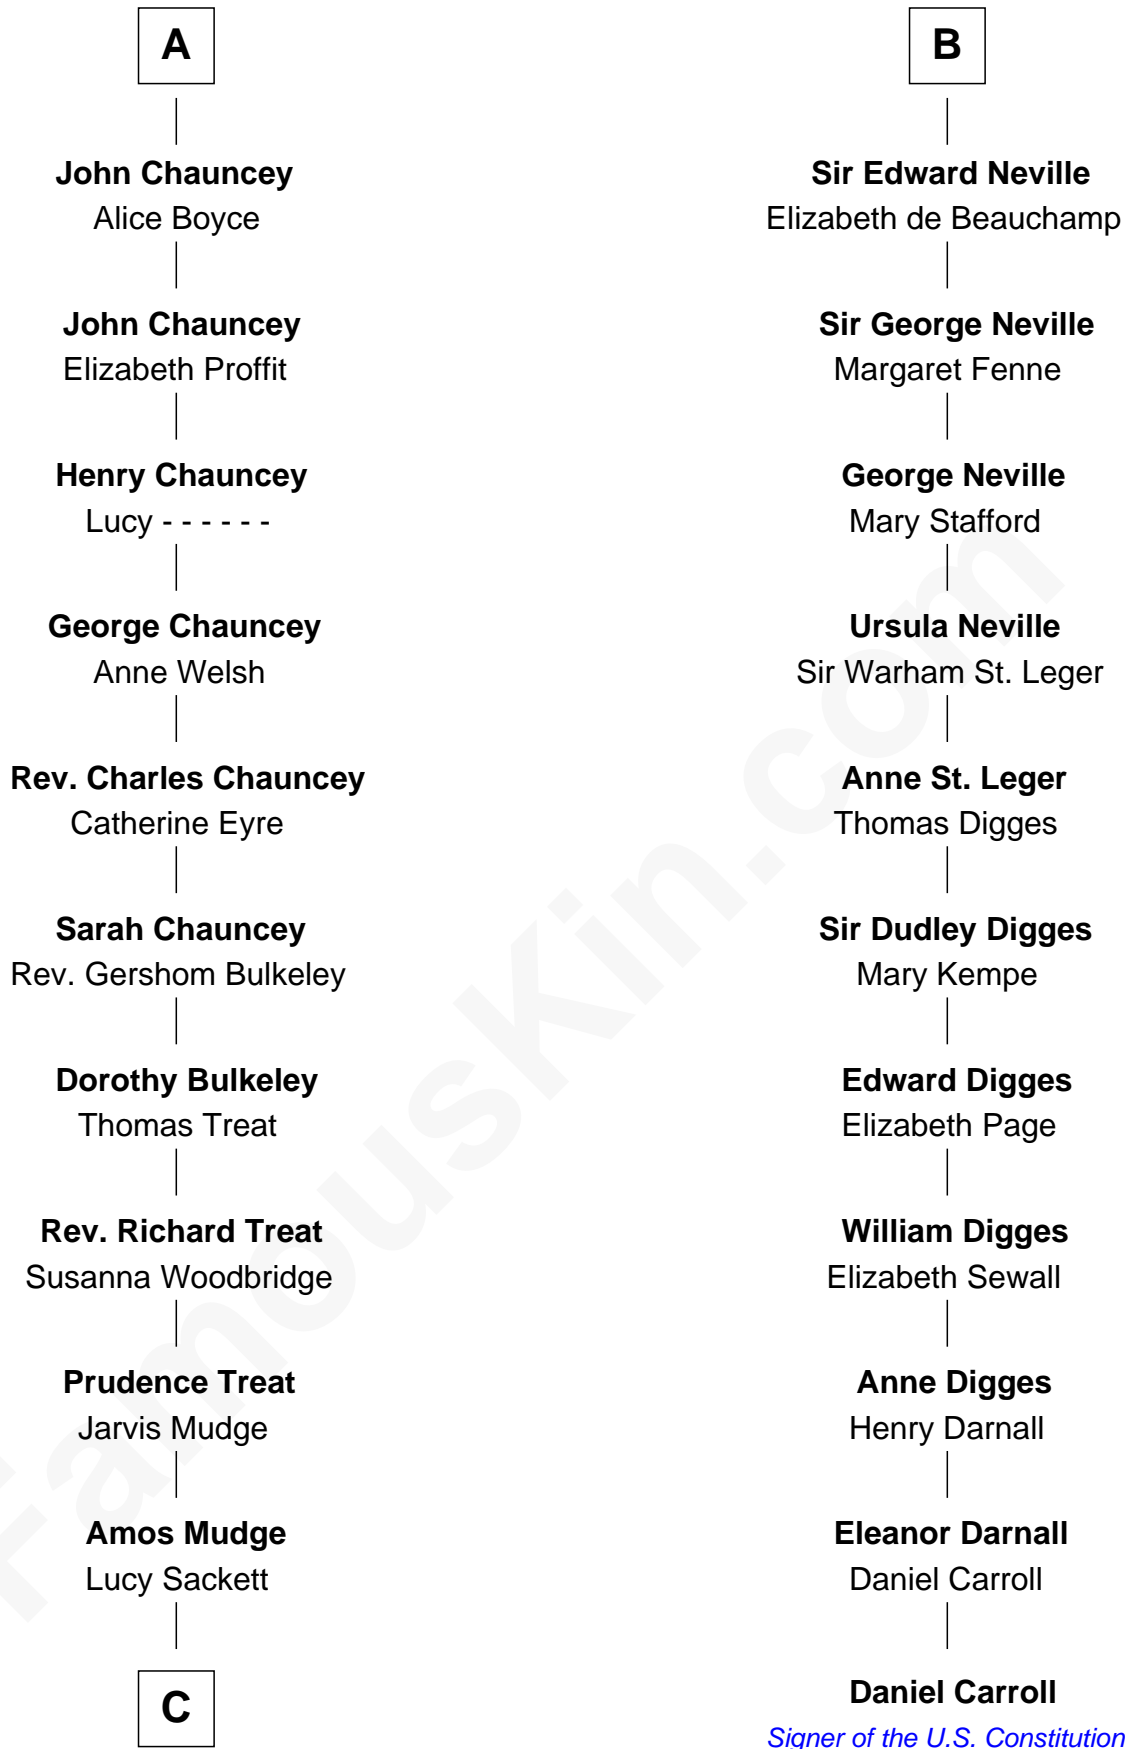 A
John Chauncey
Alice Boyce
John Chauncey
Elizabeth Proffit
Henry Chauncey
Lucy - - - - - -
George Chauncey
Anne Welsh
Rev. Charles Chauncey
Catherine Eyre
Sarah Chauncey
Rev. Gershom Bulkeley
Dorothy Bulkeley
Thomas Treat
Rev. Richard Treat
Susanna Woodbridge
Prudence Treat
Jarvis Mudge
Amos Mudge
Lucy Sackett
C
B
Sir Edward Neville
Elizabeth de Beauchamp
Sir George Neville
Margaret Fenne
George Neville
Mary Stafford
Ursula Neville
Sir Warham St. Leger
Anne St. Leger
Thomas Digges
Sir Dudley Digges
Mary Kempe
Edward Digges
Elizabeth Page
William Digges
Elizabeth Sewall
Anne Digges
Henry Darnall
Eleanor Darnall
Daniel Carroll
Daniel Carroll
Signer of the U.S. Constitution
FamousKin.com